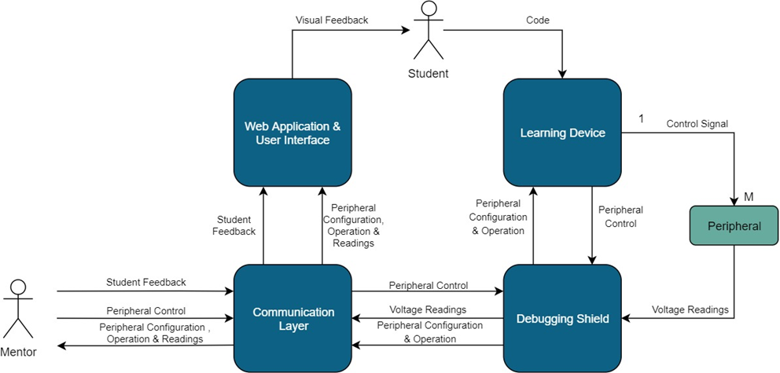 Visual Feedback
Code
Student
Web Application &
User Interface
Learning Device
1
Control Signal
M
Peripheral
Student
Feedback
Peripheral
Configuration,
Operation &
Readings
Peripheral
Configuration
& Operation
Peripheral
Control
Student Feedback
Peripheral Control
Peripheral Configuration ,
Operation & Readings
Mentor
Communication
Layer
Peripheral Control
Voltage Readings
Peripheral Configuration
& Operation
Debugging Shield
Voltage Readings